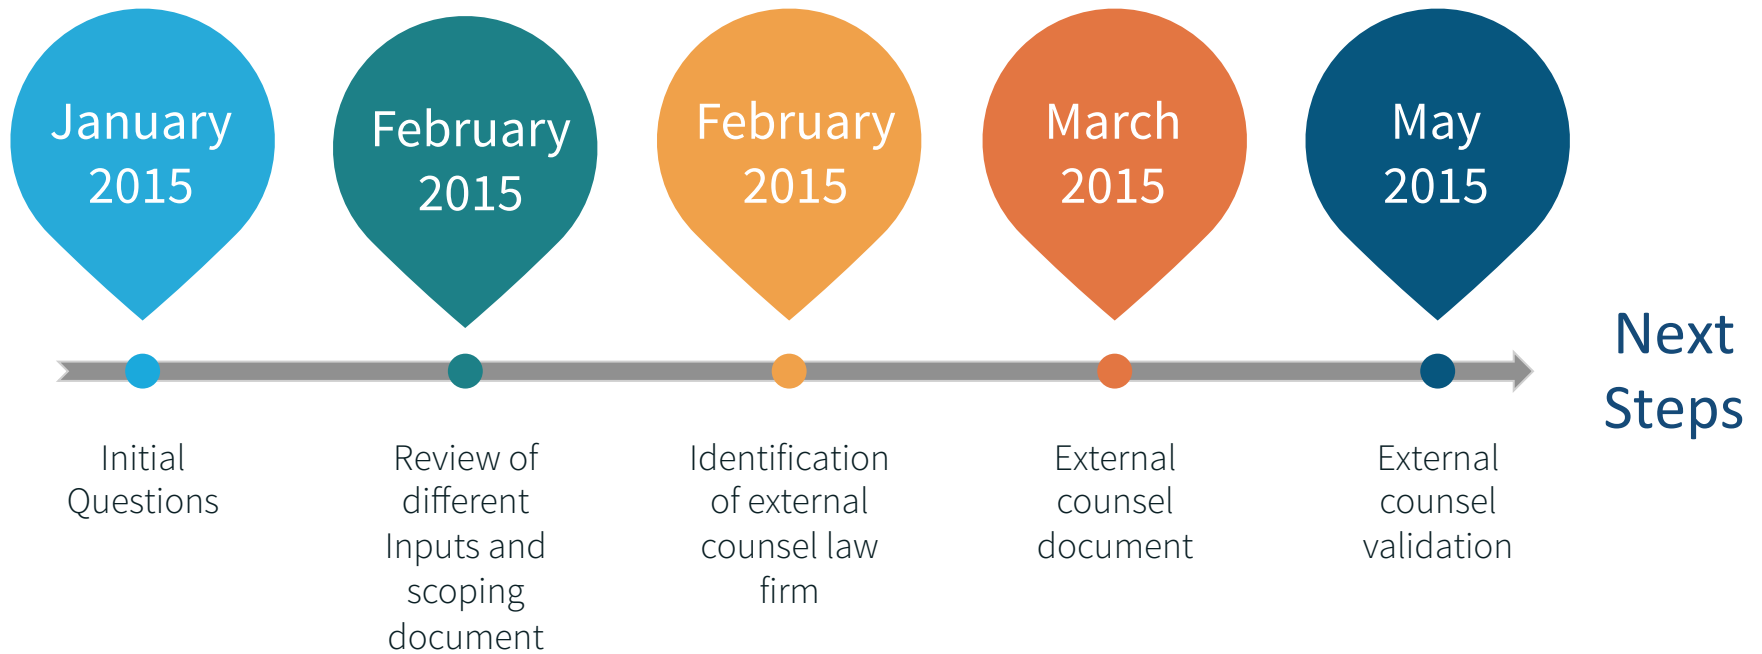 January
2015
February
2015
February
2015
March
2015
May
2015
Next
Steps
Initial
Questions
Review of
different
Inputs and
scoping
document
Identification
of external
counsel law
firm
External
counsel
document
External
counsel
validation